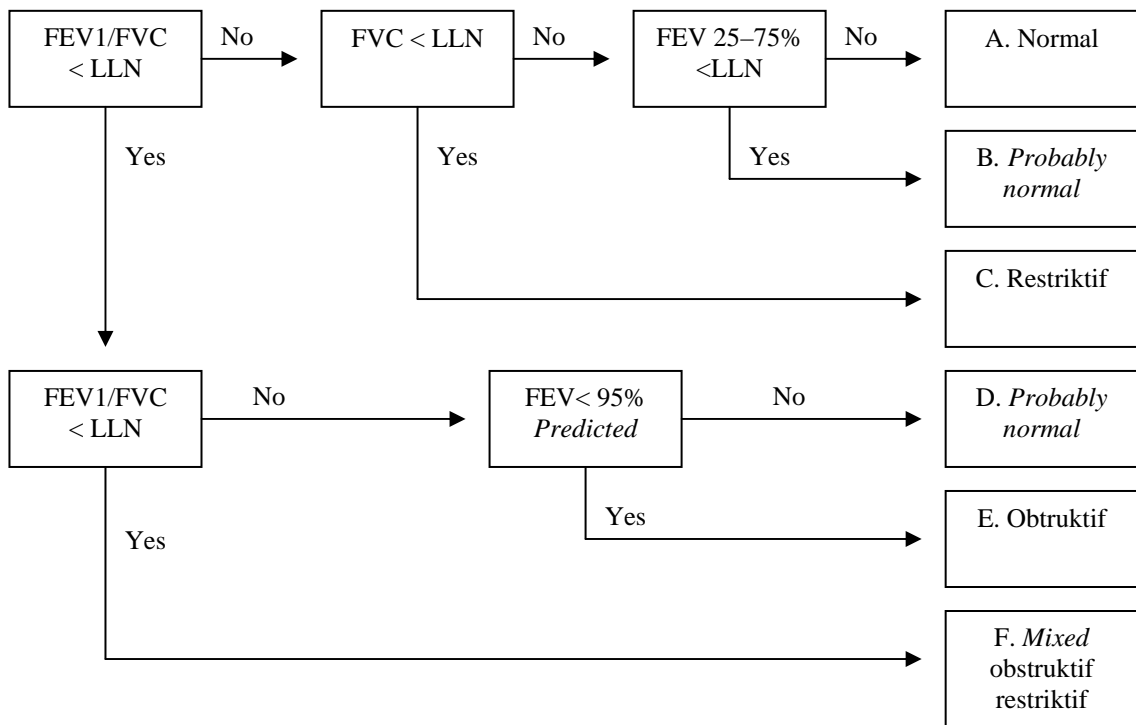 FEV1/FVC
< LLN
No
FVC < LLN
No
FEV 25–75%
<LLN
No
A. Normal
Yes
Yes
Yes
B. Probably
normal
C. Restriktif
FEV1/FVC
< LLN
No
FEV< 95%
Predicted
No
D. Probably
normal
Yes
Yes
E. Obtruktif
F. Mixed
obstruktif
restriktif